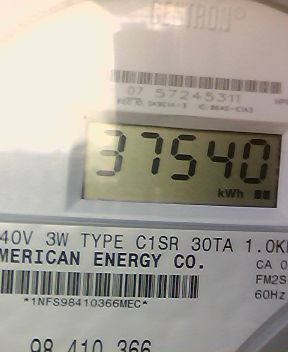 CENTRON®
07 57245311
37540
kWh
40V 3W TYPE C1SR 30TA 1.0K
MERICAN ENERGY CO.
CA 0
FM2S
60Hz
*1NFS98410366MEC*
98 410 366